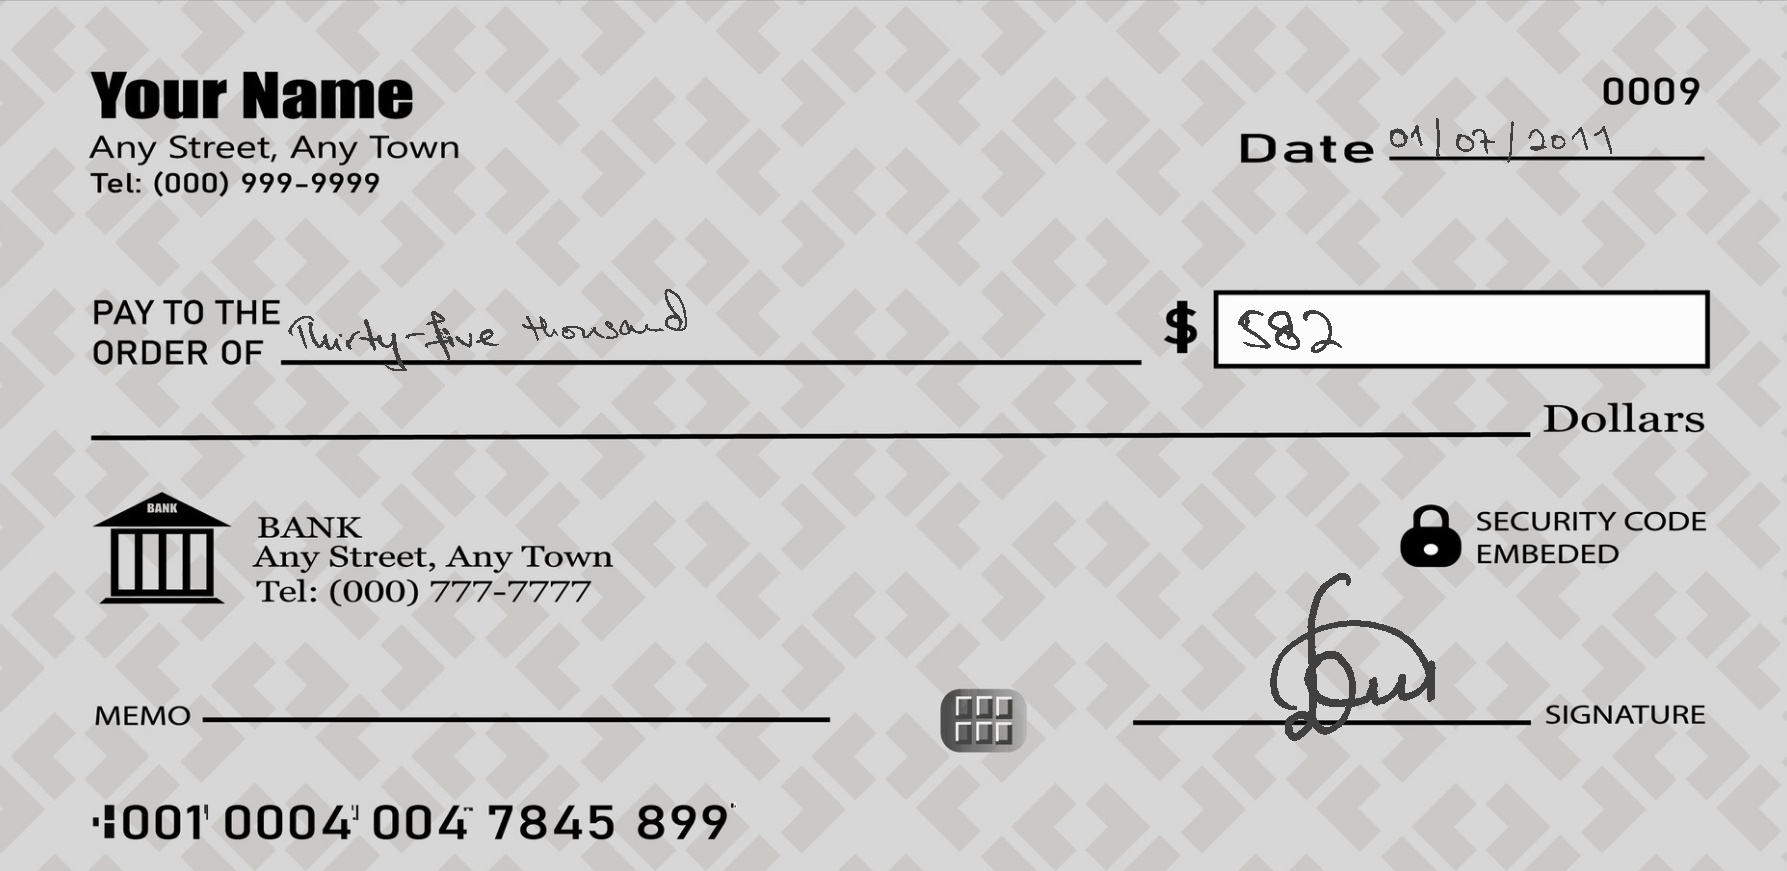 Your Name
0009
Any Street, Any Town
Date 01/07/2011
Tel: (000) 999-9999
PAY TO THE
ORDER OF Thirty-five thousand $ 582
Dollars
BANK
BANK
Any Street, Any Town
Tel: (000) 777-7777
SECURITY CODE
EMBEDED
MEMO
SIGNATURE
001 0004 004 7845 899